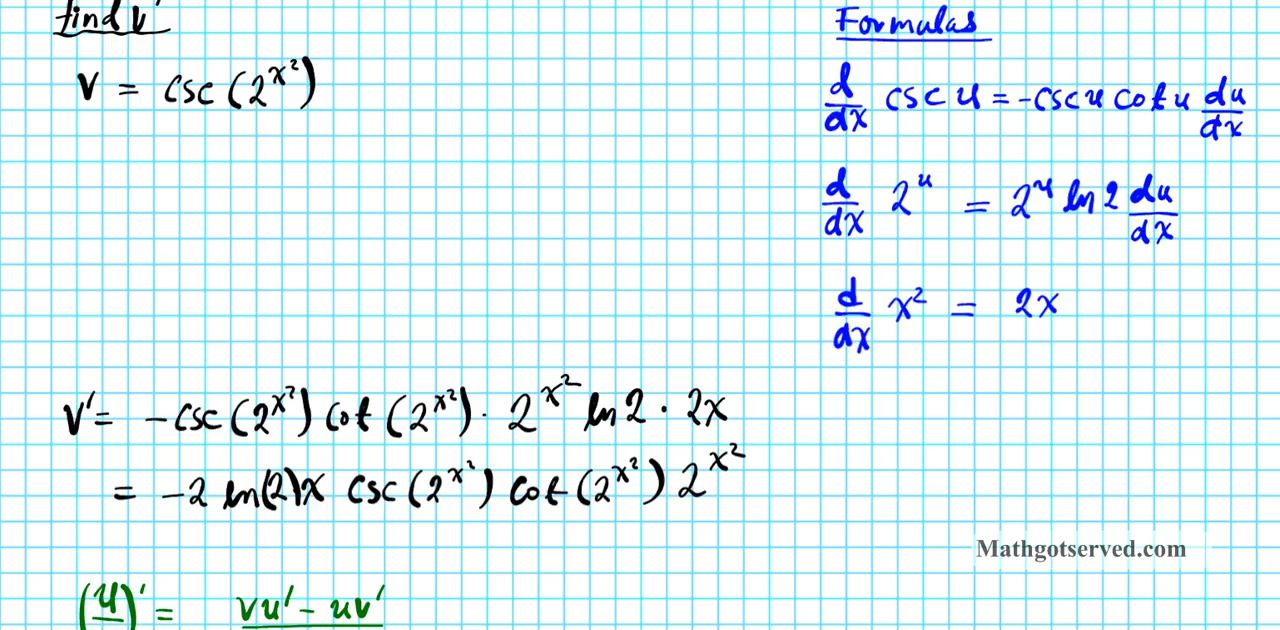 find v'
v = csc(2^x²)
Formulas
d/dx csc u = -csc u cot u du/dx
d/dx 2^u = 2^u ln 2 du/dx
d/dx x² = 2x
v' = -csc(2^x²) cot(2^x²) · 2^x² ln 2 · 2x
= -2 ln(2)x csc(2^x²) cot(2^x²) 2^x²
Mathgotserved.com
(u)' = vu' - uv'